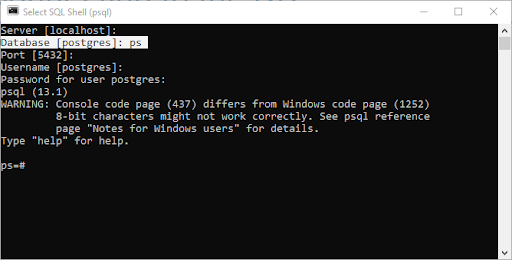 Select SQL Shell (psql)
Server [localhost]:
Database [postgres]: ps
Port [5432]:
Username [postgres]:
Password for user postgres:
psql (13.1)
WARNING: Console code page (437) differs from Windows code page (1252)
         8-bit characters might not work correctly. See psql reference
         page "Notes for Windows users" for details.
Type "help" for help.
ps=#